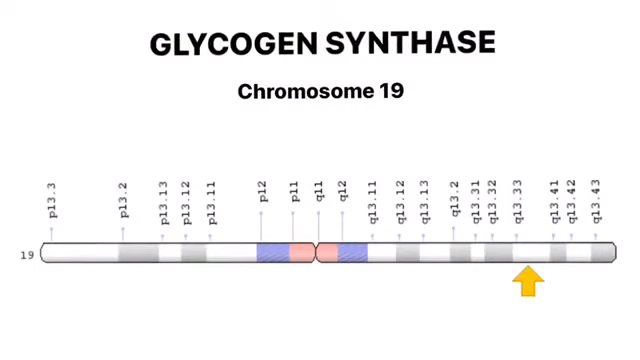 GLYCOGEN SYNTHASE
Chromosome 19
p13.3 p13.2 p13.13 p13.12 p13.11 p12 p11 q11 q12 q13.11 q13.12 q13.13 q13.2 q13.31 q13.32 q13.33 q13.41 q13.42 q13.43
19